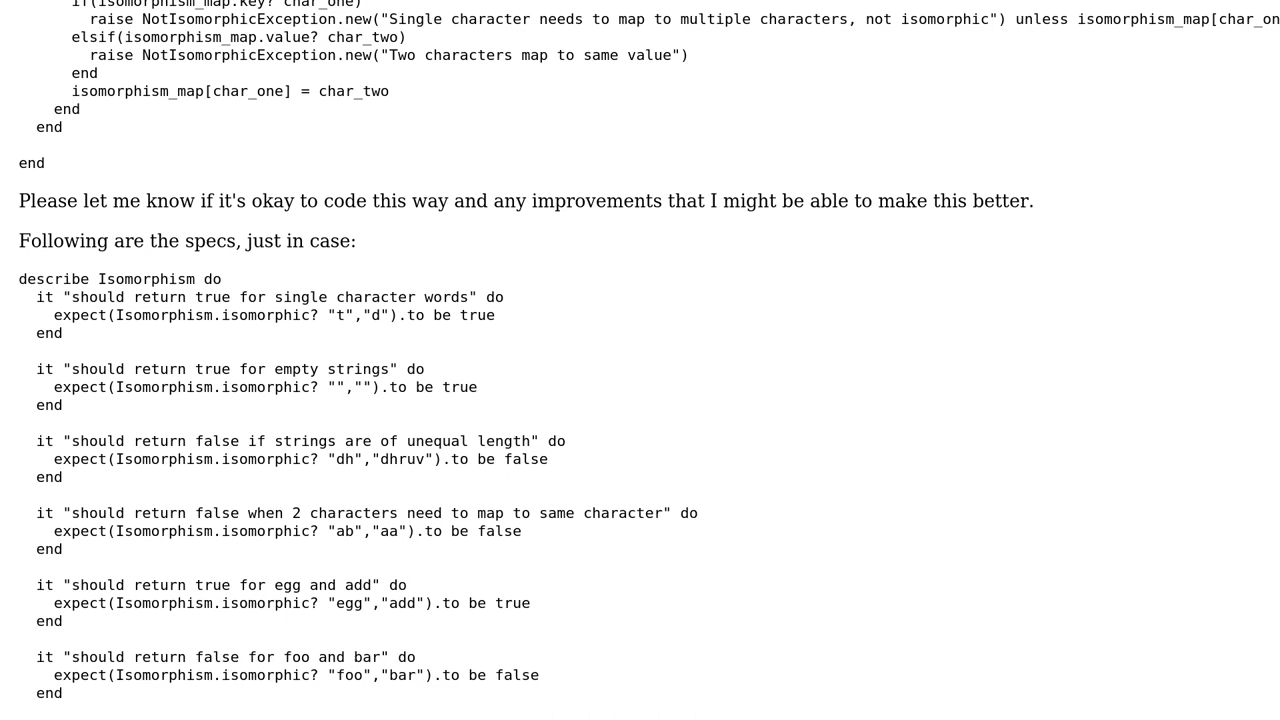 if(isomorphism_map.key? char_one)
raise NotIsomorphicException.new("Single character needs to map to multiple characters, not isomorphic") unless isomorphism_map[char_on
elsif(isomorphism_map.value? char_two)
raise NotIsomorphicException.new("Two characters map to same value")
end
isomorphism_map[char_one] = char_two
end
end
end
Please let me know if it's okay to code this way and any improvements that I might be able to make this better.
Following are the specs, just in case:
describe Isomorphism do
it "should return true for single character words" do
expect(Isomorphism.isomorphic? "t","d").to be true
end
it "should return true for empty strings" do
expect(Isomorphism.isomorphic? "","").to be true
end
it "should return false if strings are of unequal length" do
expect(Isomorphism.isomorphic? "dh","dhruv").to be false
end
it "should return false when 2 characters need to map to same character" do
expect(Isomorphism.isomorphic? "ab","aa").to be false
end
it "should return true for egg and add" do
expect(Isomorphism.isomorphic? "egg","add").to be true
end
it "should return false for foo and bar" do
expect(Isomorphism.isomorphic? "foo","bar").to be false
end